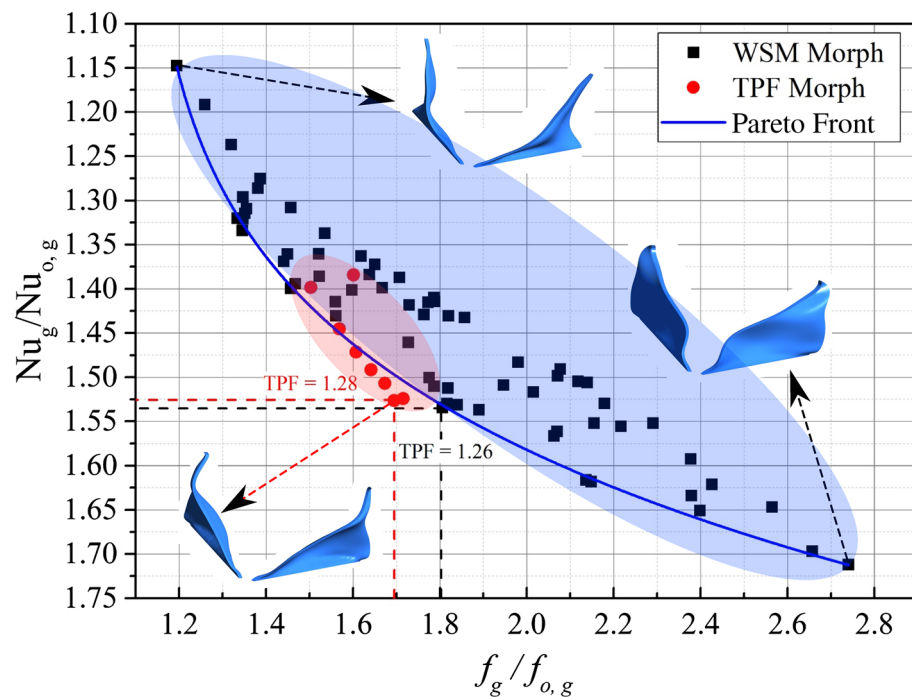 1.10
1.15
1.20
1.25
1.30
1.35
1.40
1.45
1.50
1.55
1.60
1.65
1.70
1.75
Nu_g/Nu_{o, g}
WSM Morph
TPF Morph
Pareto Front
TPF = 1.28
TPF = 1.26
1.2 1.4 1.6 1.8 2.0 2.2 2.4 2.6 2.8
f_g / f_{o, g}